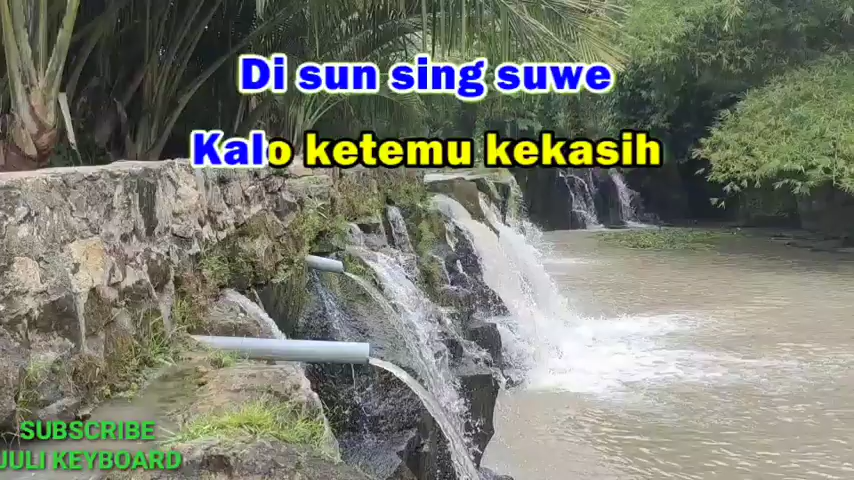 Di sun sing suwe
Kalo ketemu kekasih
SUBSCRIBE
JULI KEYBOARD